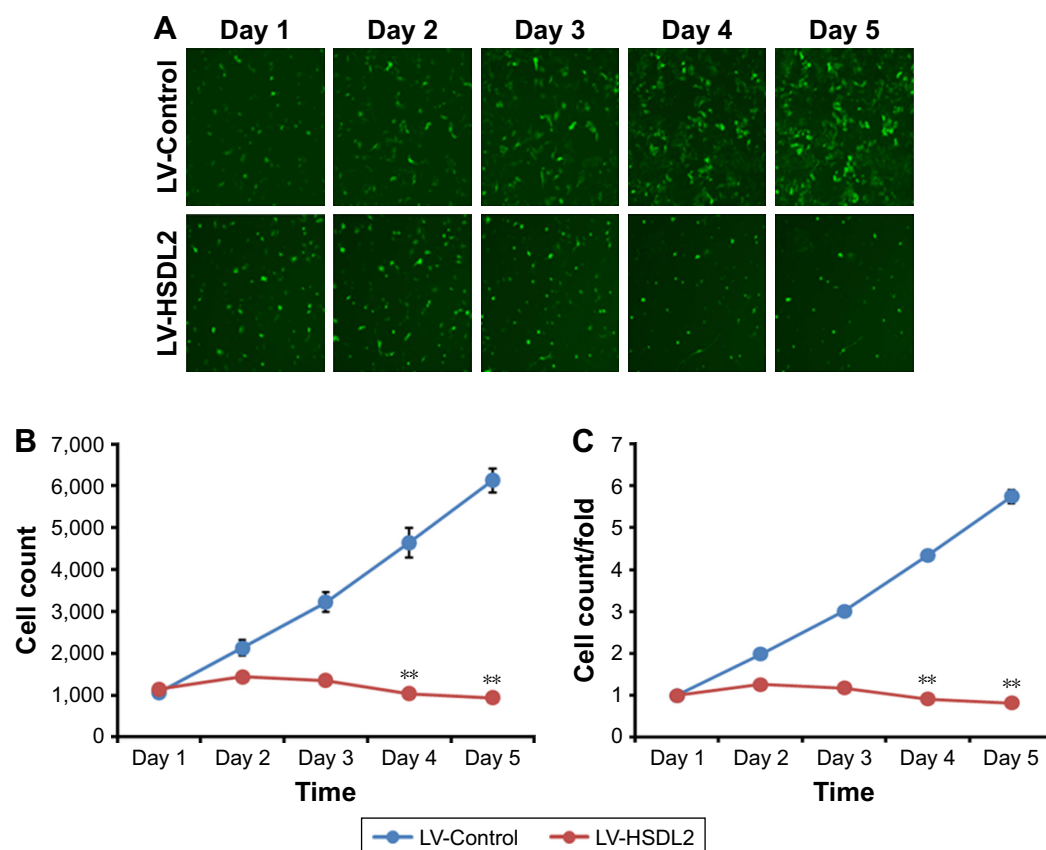 A
Day 1 Day 2 Day 3 Day 4 Day 5
LV-Control
LV-HSDL2
B
7,000
6,000
5,000
4,000
3,000
2,000
1,000
0
Cell count
** **
Day 1 Day 2 Day 3 Day 4 Day 5
Time
C
7
6
5
4
3
2
1
0
Cell count/fold
** **
Day 1 Day 2 Day 3 Day 4 Day 5
Time
LV-Control LV-HSDL2